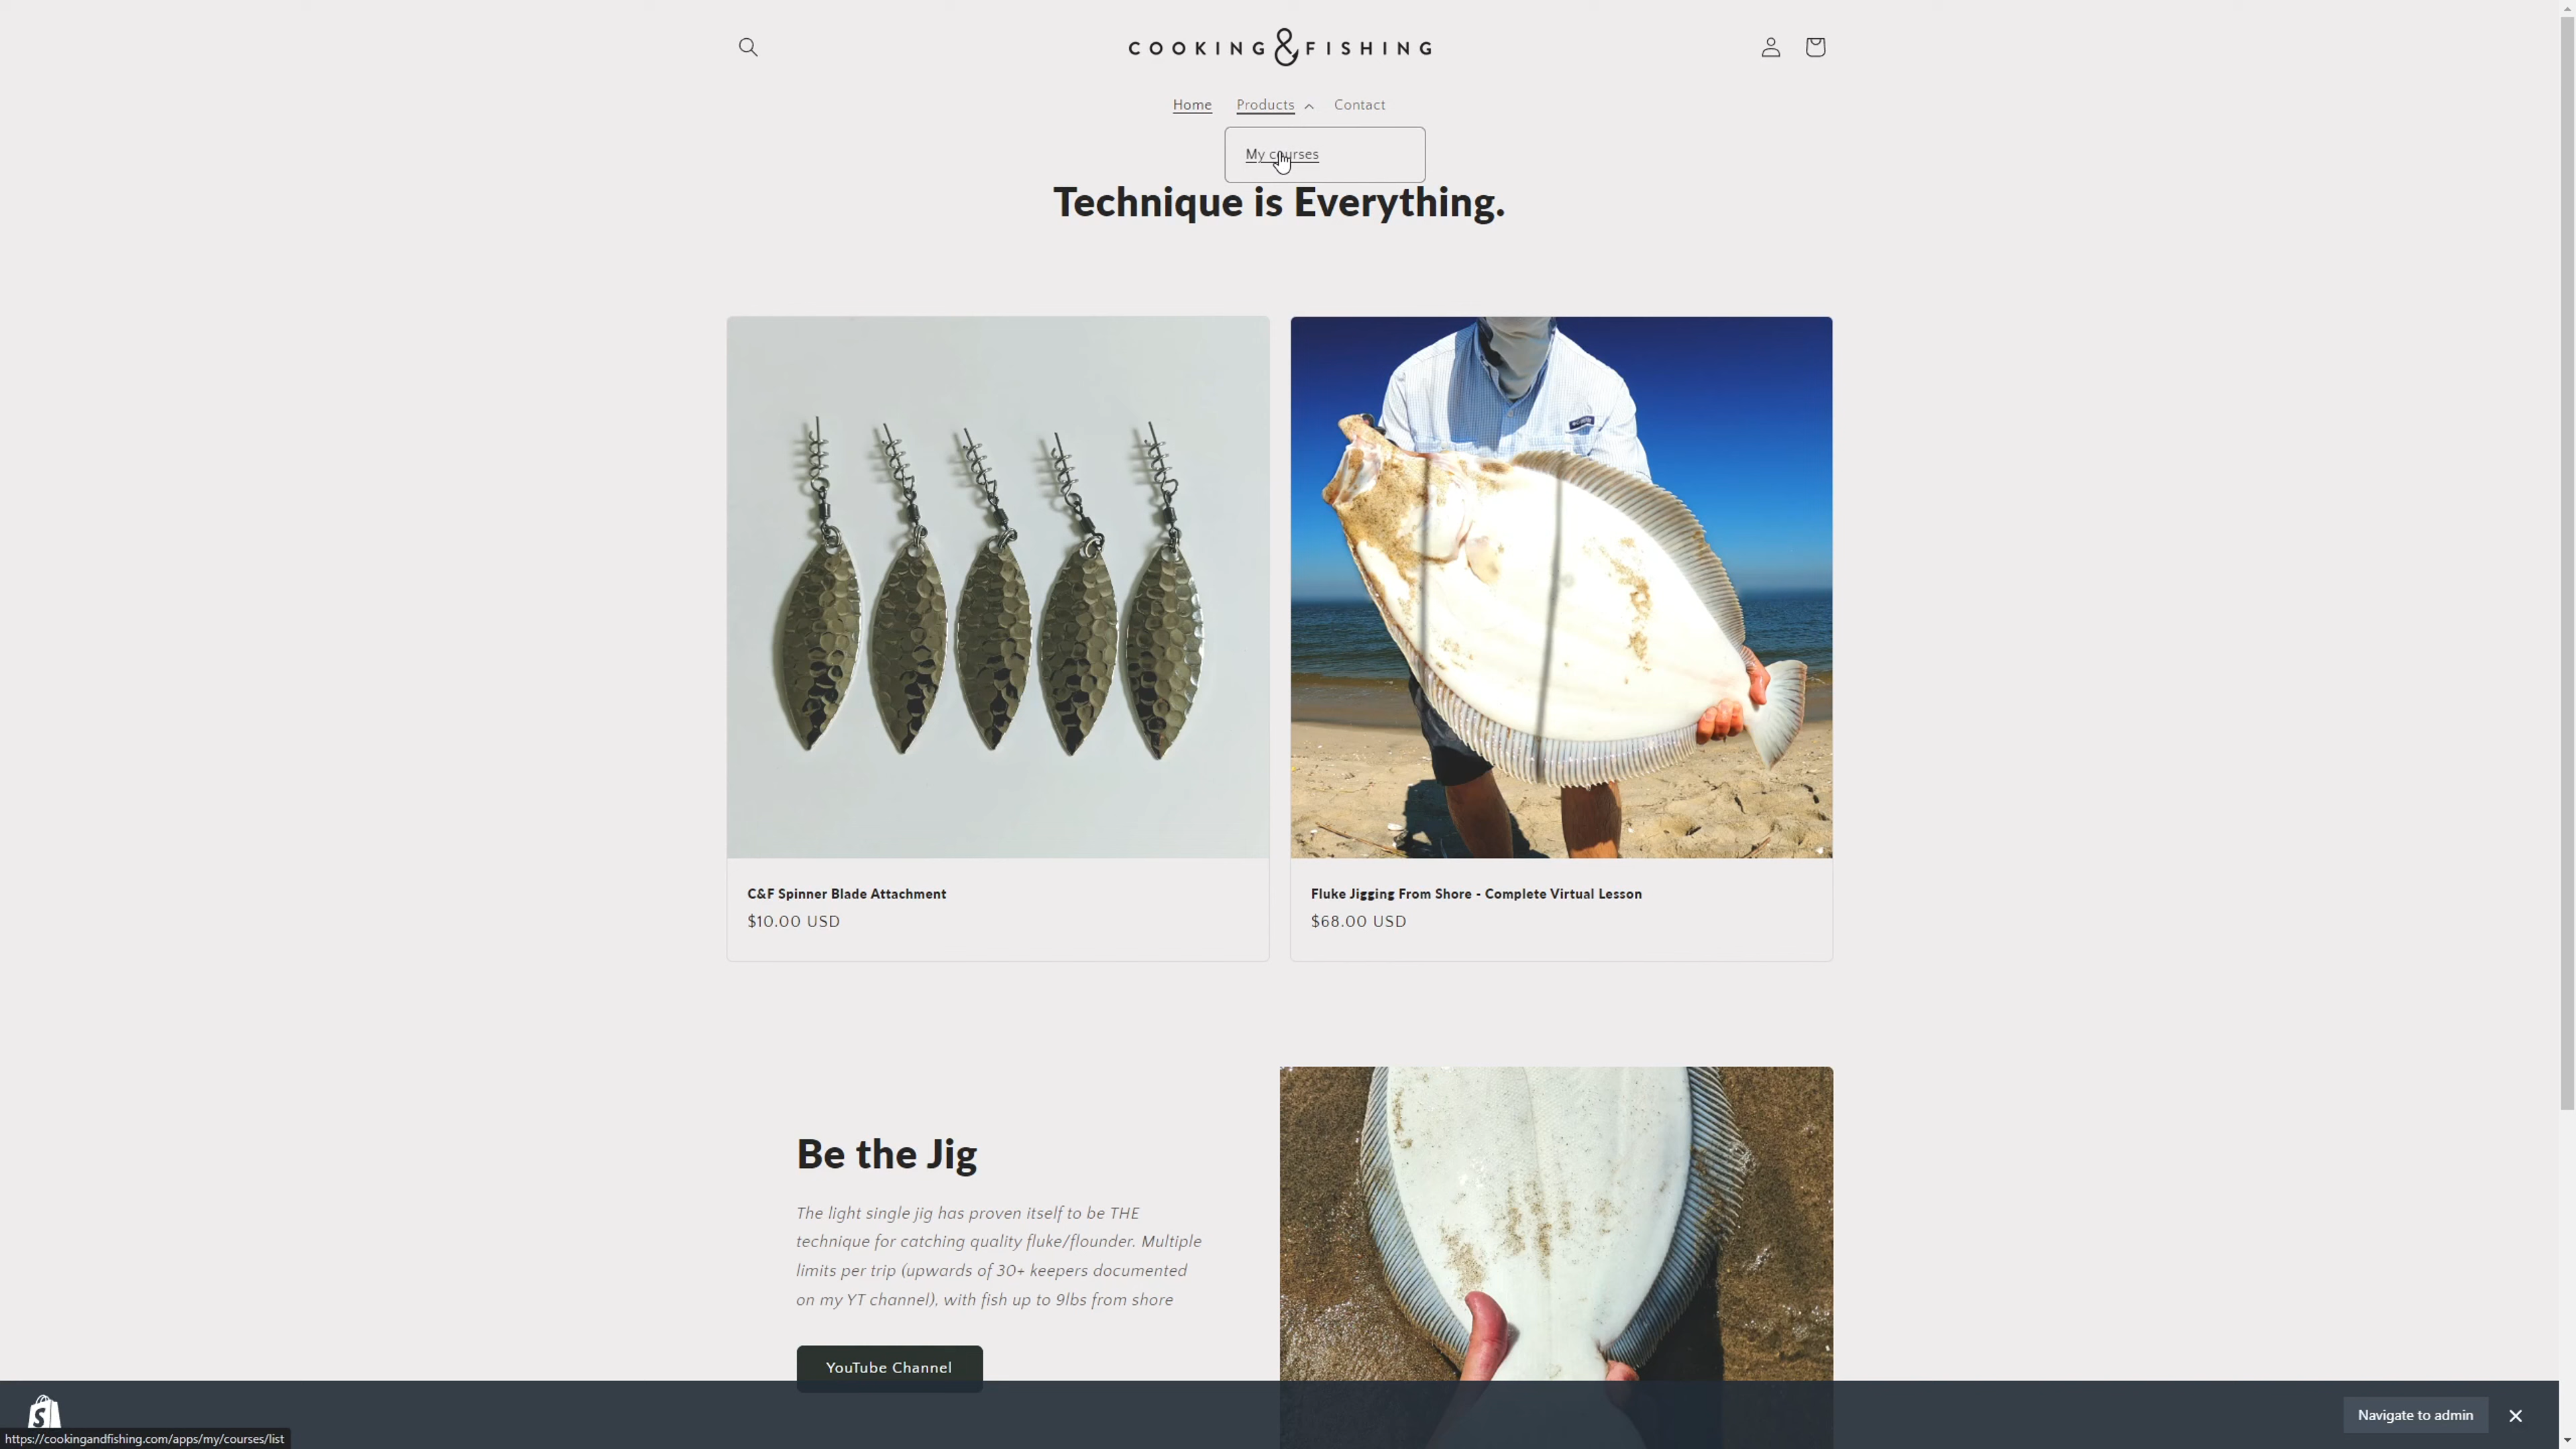 COOKING & FISHING
Home Products Contact
My courses
Technique is Everything.
C&F Spinner Blade Attachment
$10.00 USD
Fluke Jigging From Shore - Complete Virtual Lesson
$68.00 USD
Be the Jig
The light single jig has proven itself to be THE
technique for catching quality fluke/flounder. Multiple
limits per trip (upwards of 30+ keepers documented
on my YT channel), with fish up to 9lbs from shore
YouTube Channel
Navigate to admin
https://cookingandfishing.com/apps/my/courses/list